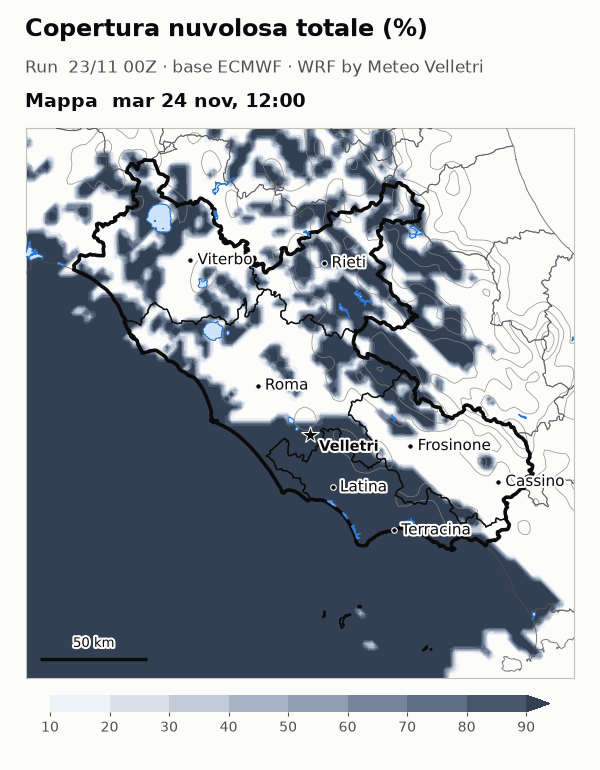 Copertura nuvolosa totale (%)
Run 23/11 00Z · base ECMWF · WRF by Meteo Velletri
Mappa mar 24 nov, 12:00
Viterbo
Rieti
Roma
Velletri
Frosinone
Cassino
Latina
Terracina
50 km
10 20 30 40 50 60 70 80 90